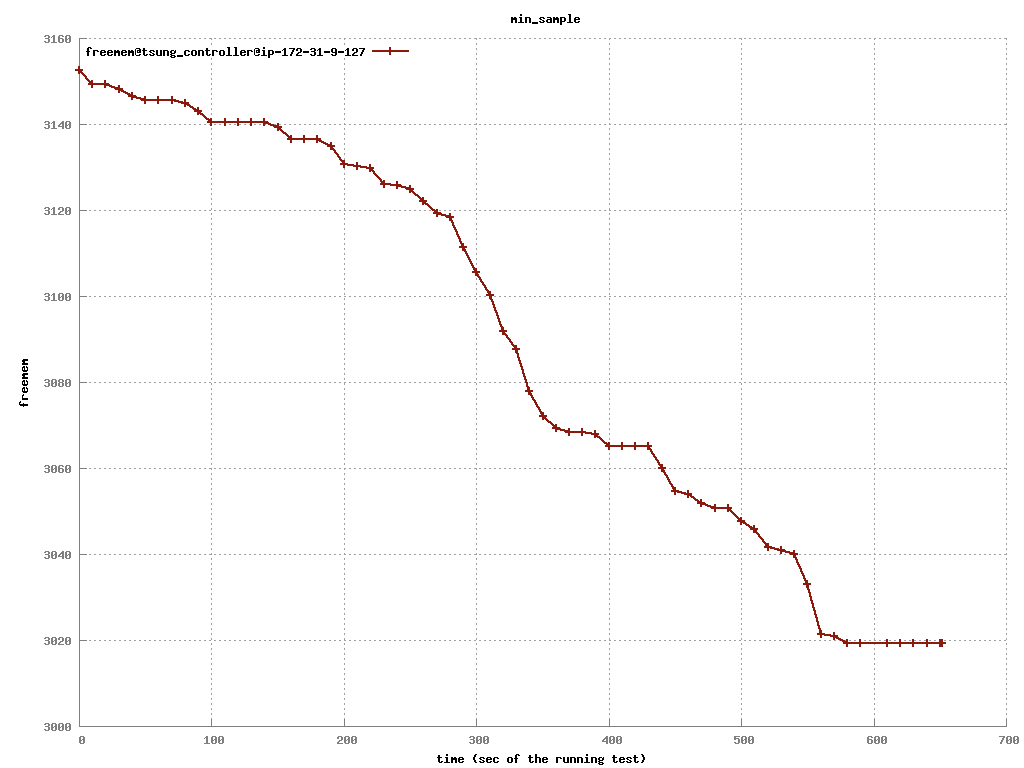 min_sample
freemem@tsung_controller@ip-172-31-9-127
3160
3140
3120
3100
3080
3060
3040
3020
3000
freemem
0 100 200 300 400 500 600 700
time (sec of the running test)